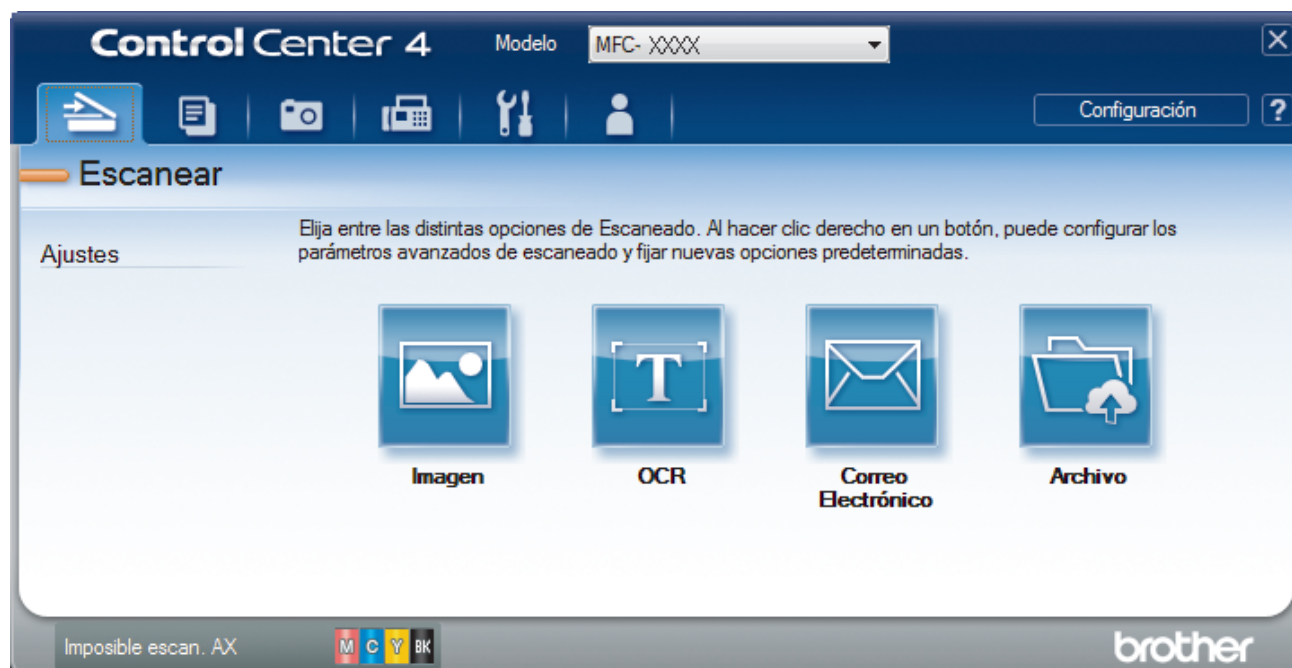 Control Center 4
Modelo
MFC- XXXX
Configuración
?
Escanear
Ajustes
Elija entre las distintas opciones de Escaneado. Al hacer clic derecho en un botón, puede configurar los
parámetros avanzados de escaneado y fijar nuevas opciones predeterminadas.
T
Imagen
OCR
Correo
Electrónico
Archivo
Imposible escan. AX
M C Y BK
brother